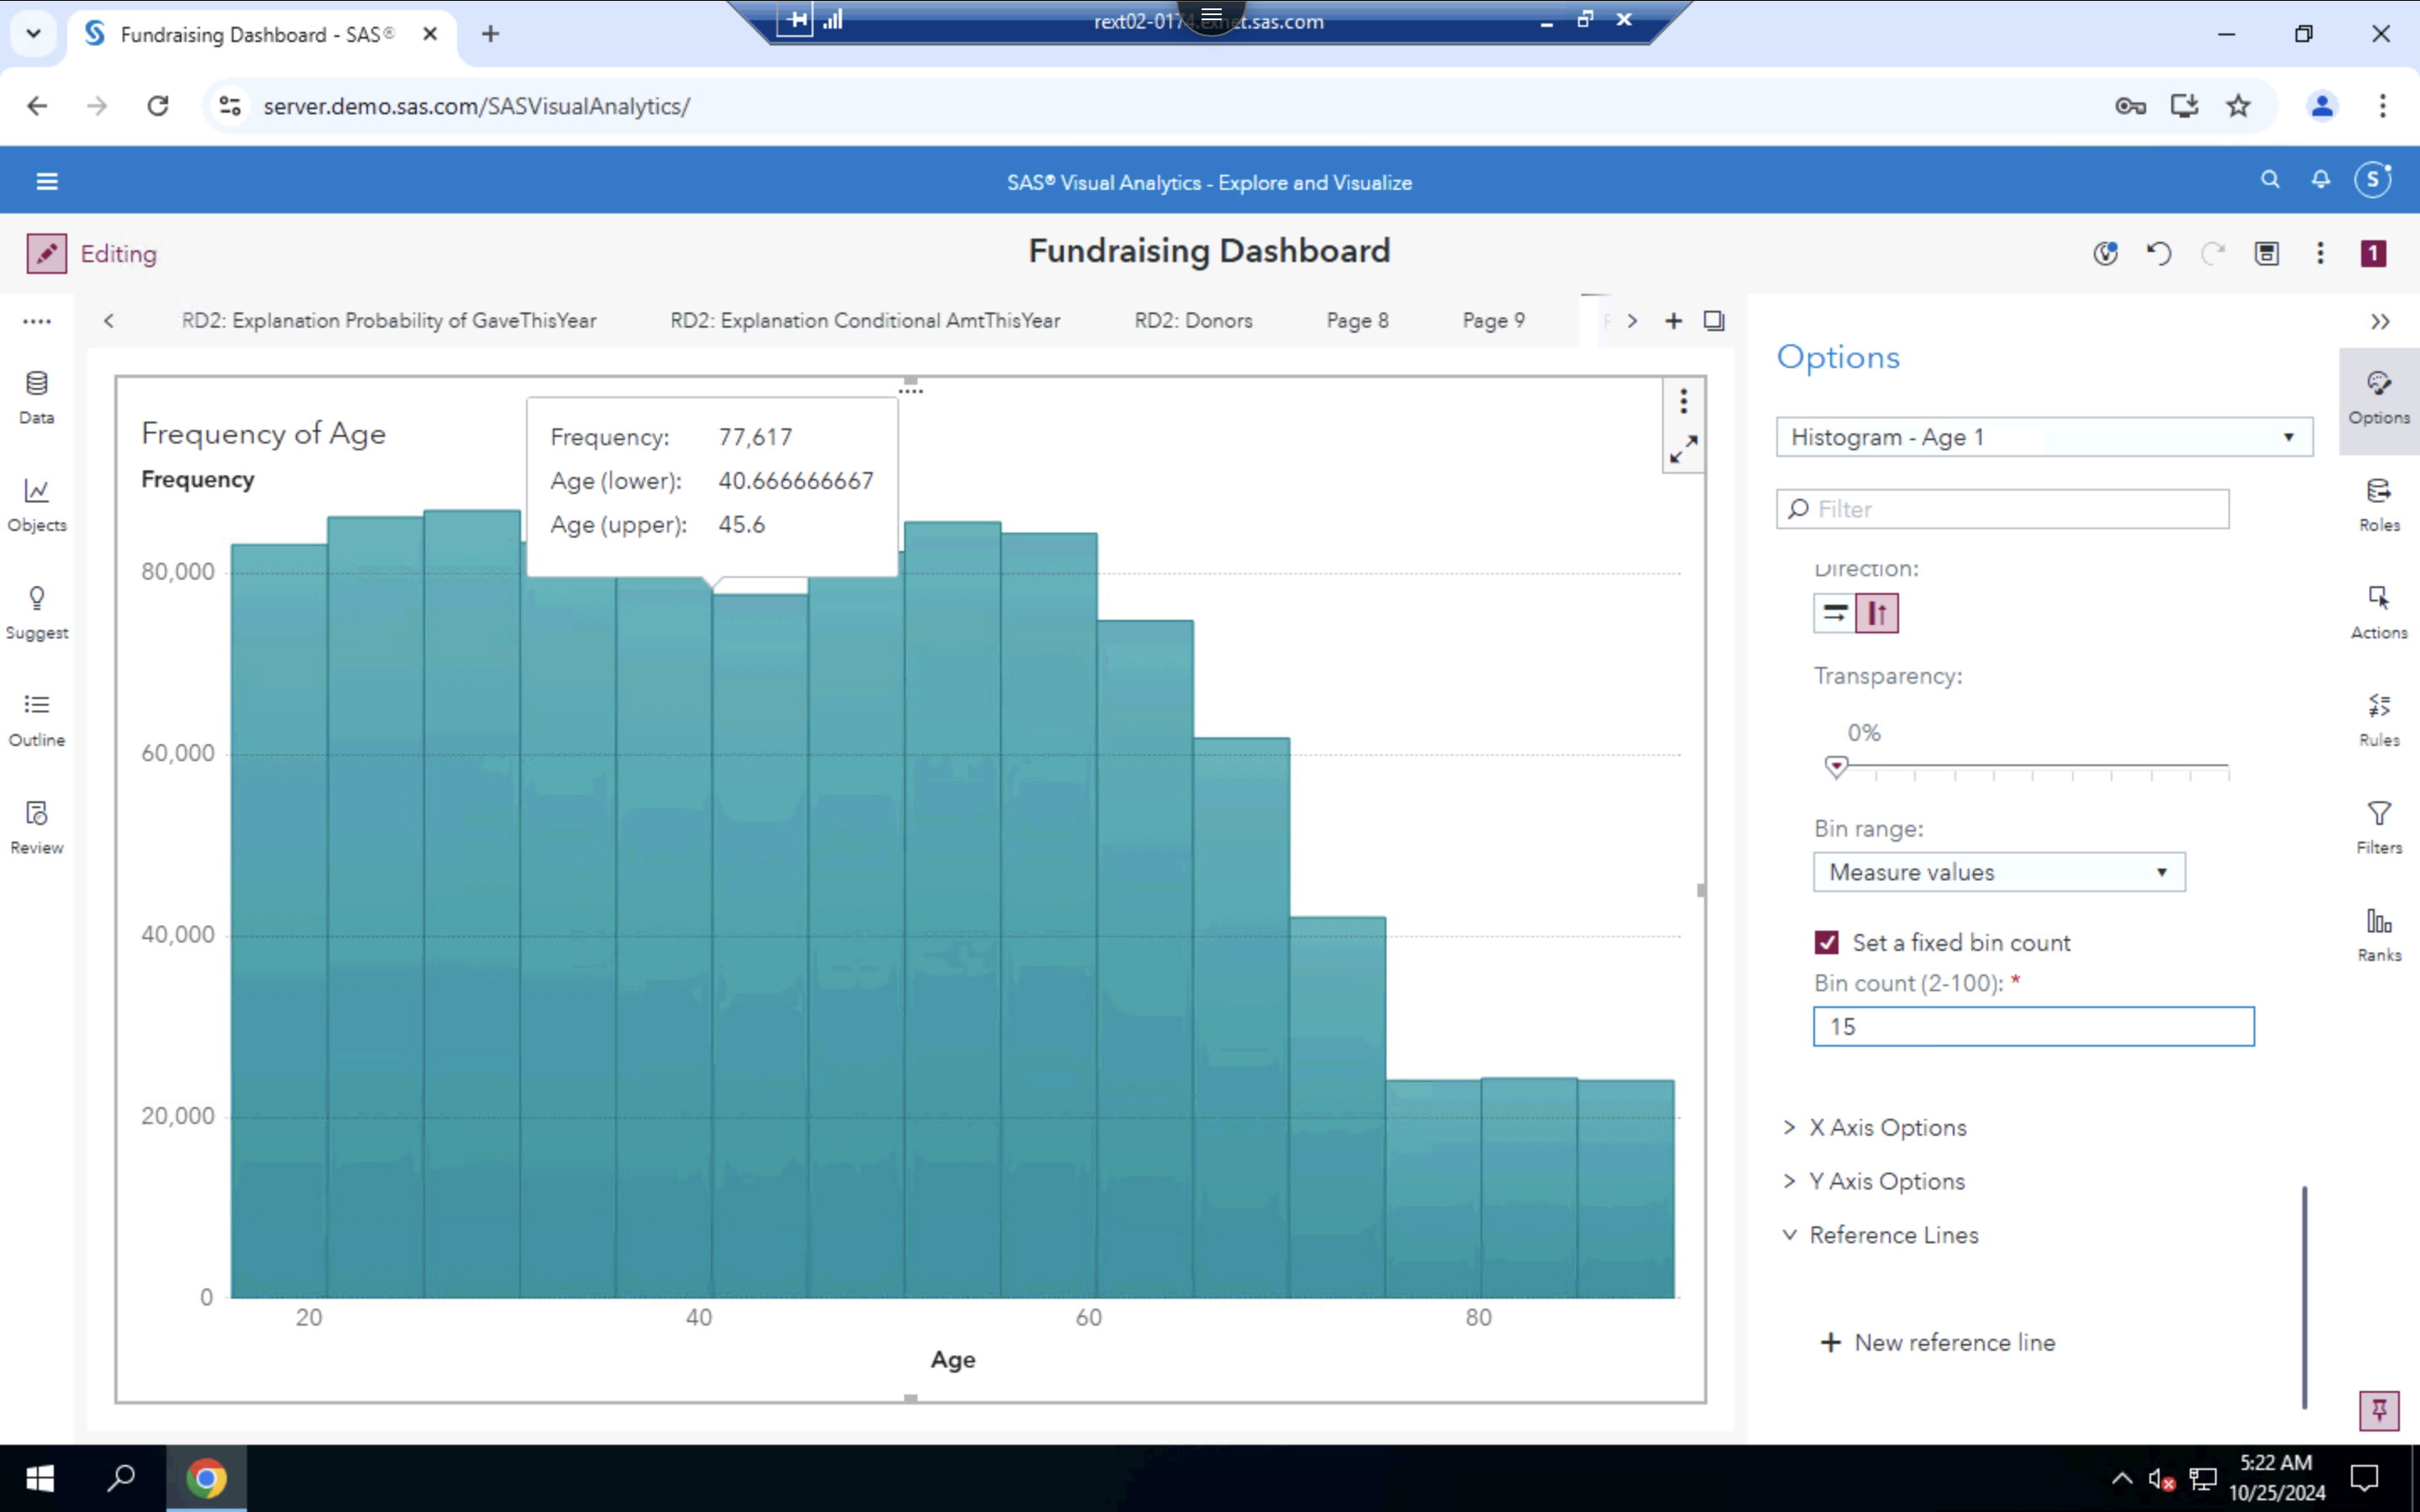 Fundraising Dashboard - SAS®
rext02-0174.exnet.sas.com
server.demo.sas.com/SASVisualAnalytics/
SAS® Visual Analytics - Explore and Visualize
S
Editing
Fundraising Dashboard
1
RD2: Explanation Probability of GaveThisYear
RD2: Explanation Conditional AmtThisYear
RD2: Donors
Page 8
Page 9
Data
Objects
Suggest
Outline
Review
Frequency of Age
Frequency
Frequency: 77,617
Age (lower): 40.666666667
Age (upper): 45.6
80,000
60,000
40,000
20,000
0
20 40 60 80
Age
Options
Histogram - Age 1
Filter
Direction:
Transparency:
0%
Bin range:
Measure values
Set a fixed bin count
Bin count (2-100): *
15
X Axis Options
Y Axis Options
Reference Lines
+ New reference line
Options
Roles
Actions
Rules
Filters
Ranks
5:22 AM
10/25/2024